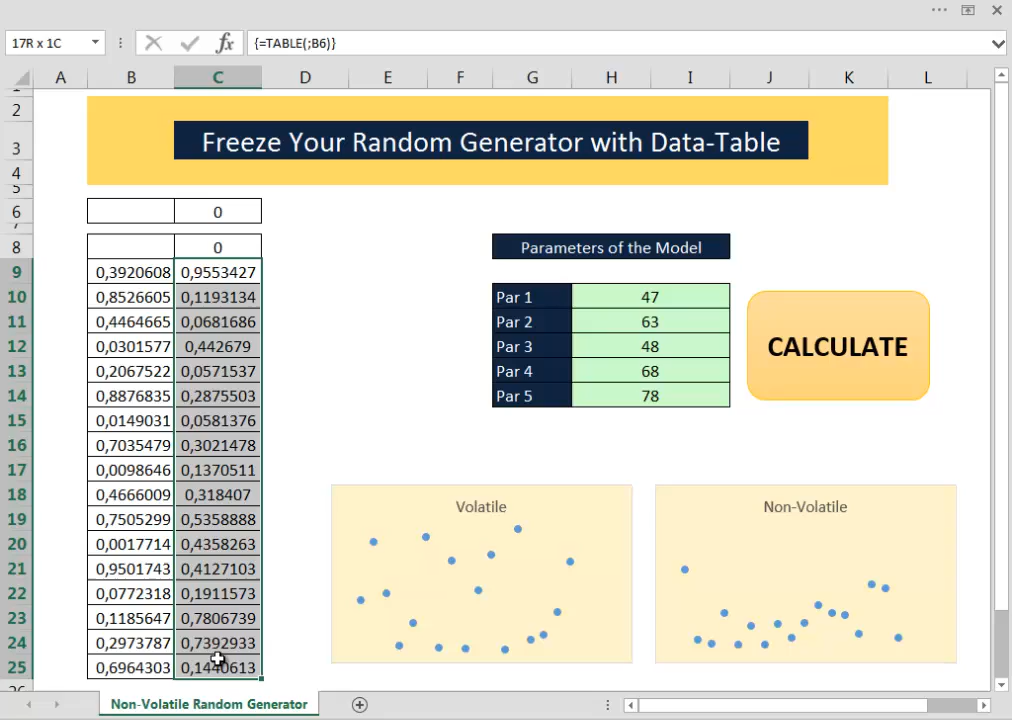 17R x 1C
fx
{=TABLE(;B6)}
A B C D E F G H I J K L
2
3 Freeze Your Random Generator with Data-Table
4
5
6 0
7
8 0 Parameters of the Model
9 0,3920608 0,9553427
10 0,8526605 0,1193134 Par 1 47
11 0,4464665 0,0681686 Par 2 63
12 0,0301577 0,442679 Par 3 48 CALCULATE
13 0,2067522 0,0571537 Par 4 68
14 0,8876835 0,2875503 Par 5 78
15 0,0149031 0,0581376
16 0,7035479 0,3021478
17 0,0098646 0,1370511
18 0,4666009 0,318407 Volatile Non-Volatile
19 0,7505299 0,5358888
20 0,0017714 0,4358263
21 0,9501743 0,4127103
22 0,0772318 0,1911573
23 0,1185647 0,7806739
24 0,2973787 0,7392933
25 0,6964303 0,1440613
Non-Volatile Random Generator